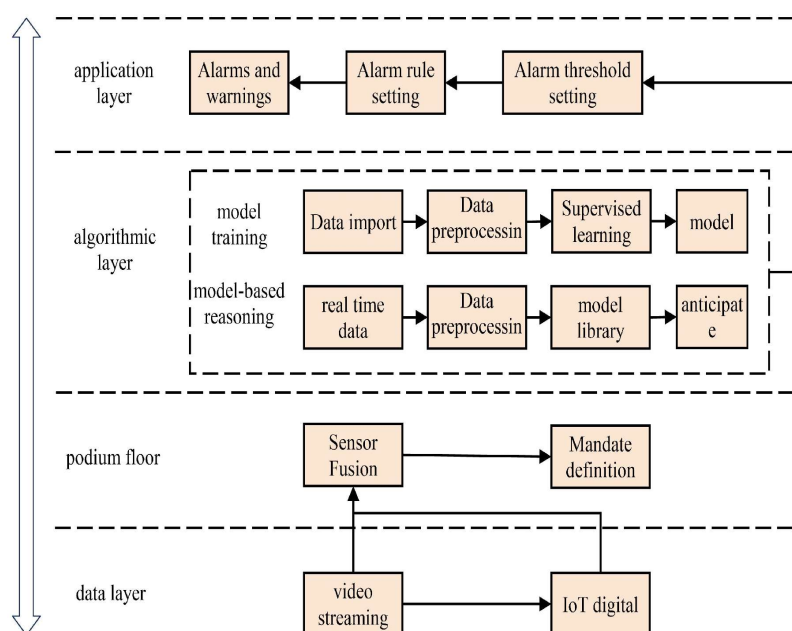 application
layer
Alarms and
warnings
Alarm rule
setting
Alarm threshold
setting
algorithmic
layer
model
training
Data import
Data
preprocessin
Supervised
learning
model
model-based
reasoning
real time
data
Data
preprocessin
model
library
anticipat
e
podium floor
Sensor
Fusion
Mandate
definition
data layer
video
streaming
IoT digital